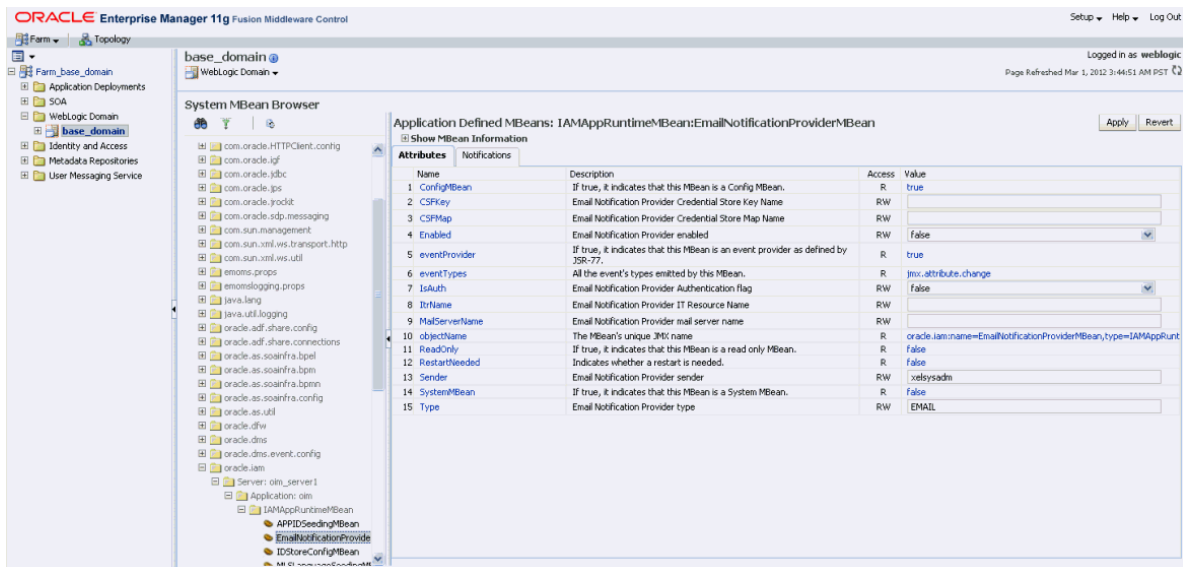 ORACLE Enterprise Manager 11g Fusion Middleware Control
Setup Help Log Out
Farm Topology
base_domain
Logged in as weblogic
WebLogic Domain
Page Refreshed Mar 1, 2012 3:44:51 AM PST
Farm_base_domain
Application Deployments
SOA
WebLogic Domain
base_domain
Identity and Access
Metadata Repositories
User Messaging Service
System MBean Browser
com.oracle.HTTPClient.config
com.oracle.igf
com.oracle.jdbc
com.oracle.jps
com.oracle.jrockit
com.oracle.sdp.messaging
com.sun.management
com.sun.xml.ws.transport.http
com.sun.xml.ws.util
emoms.props
emomslogging.props
java.lang
java.util.logging
oracle.adf.share.config
oracle.adf.share.connections
oracle.as.soainfra.bpel
oracle.as.soainfra.bpm
oracle.as.soainfra.bpmn
oracle.as.soainfra.config
oracle.as.util
oracle.dfw
oracle.dms
oracle.dms.event.config
oracle.iam
Server: oim_server1
Application: oim
IAMAppRuntimeMBean
APPIDSeedingMBean
EmailNotificationProvide
IDStoreConfigMBean
Application Defined MBeans: IAMAppRuntimeMBean:EmailNotificationProviderMBean
Apply Revert
Show MBean Information
Attributes Notifications
Name Description Access Value
1 ConfigMBean If true, it indicates that this MBean is a Config MBean. R true
2 CSFKey Email Notification Provider Credential Store Key Name RW
3 CSFMap Email Notification Provider Credential Store Map Name RW
4 Enabled Email Notification Provider enabled RW false
5 eventProvider If true, it indicates that this MBean is an event provider as defined by R true
JSR-77.
6 eventTypes All the event's types emitted by this MBean. R jmx.attribute.change
7 IsAuth Email Notification Provider Authentication flag RW false
8 ItrName Email Notification Provider IT Resource Name RW
9 MailServerName Email Notification Provider mail server name RW
10 objectName The MBean's unique JMX name R oracle.iam:name=EmailNotificationProviderMBean,type=IAMAppRunt
11 ReadOnly If true, it indicates that this MBean is a read only MBean. R false
12 RestartNeeded Indicates whether a restart is needed. R false
13 Sender Email Notification Provider sender RW xelsysadm
14 SystemMBean If true, it indicates that this MBean is a System MBean. R false
15 Type Email Notification Provider type RW EMAIL